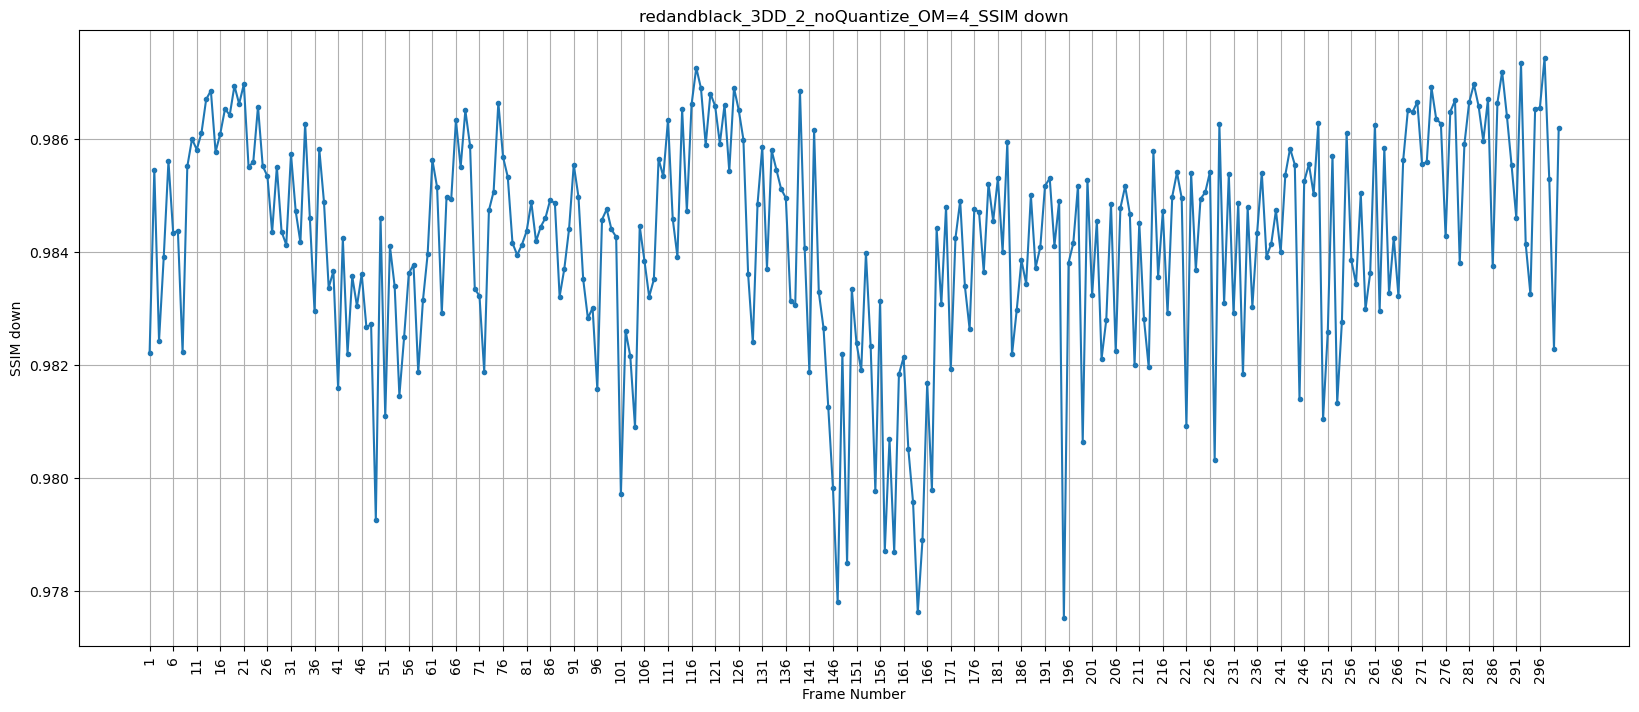 redandblack_3DD_2_noQuantize_OM=4_SSIM down
SSIM down
0.986
0.984
0.982
0.980
0.978
1 6 11 16 21 26 31 36 41 46 51 56 61 66 71 76 81 86 91 96 101 106 111 116 121 126 131 136 141 146 151 156 161 166 171 176 181 186 191 196 201 206 211 216 221 226 231 236 241 246 251 256 261 266 271 276 281 286 291 296
Frame Number